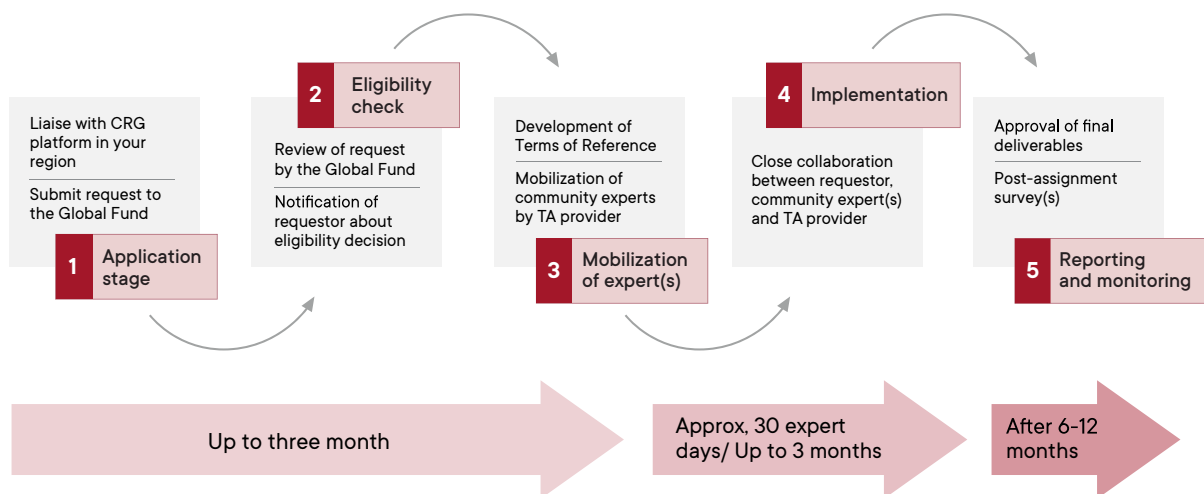 1
Application
stage
Liaise with CRG
platform in your
region
Submit request to
the Global Fund
2
Eligibility
check
Review of request
by the Global Fund
Notification of
requestor about
eligibility decision
3
Mobilization
of expert(s)
Development of
Terms of Reference
Mobilization of
community experts
by TA provider
4
Implementation
Close collaboration
between requestor,
community expert(s)
and TA provider
5
Reporting
and monitoring
Approval of final
deliverables
Post-assignment
survey(s)
Up to three month
Approx, 30 expert
days/ Up to 3 months
After 6-12
months